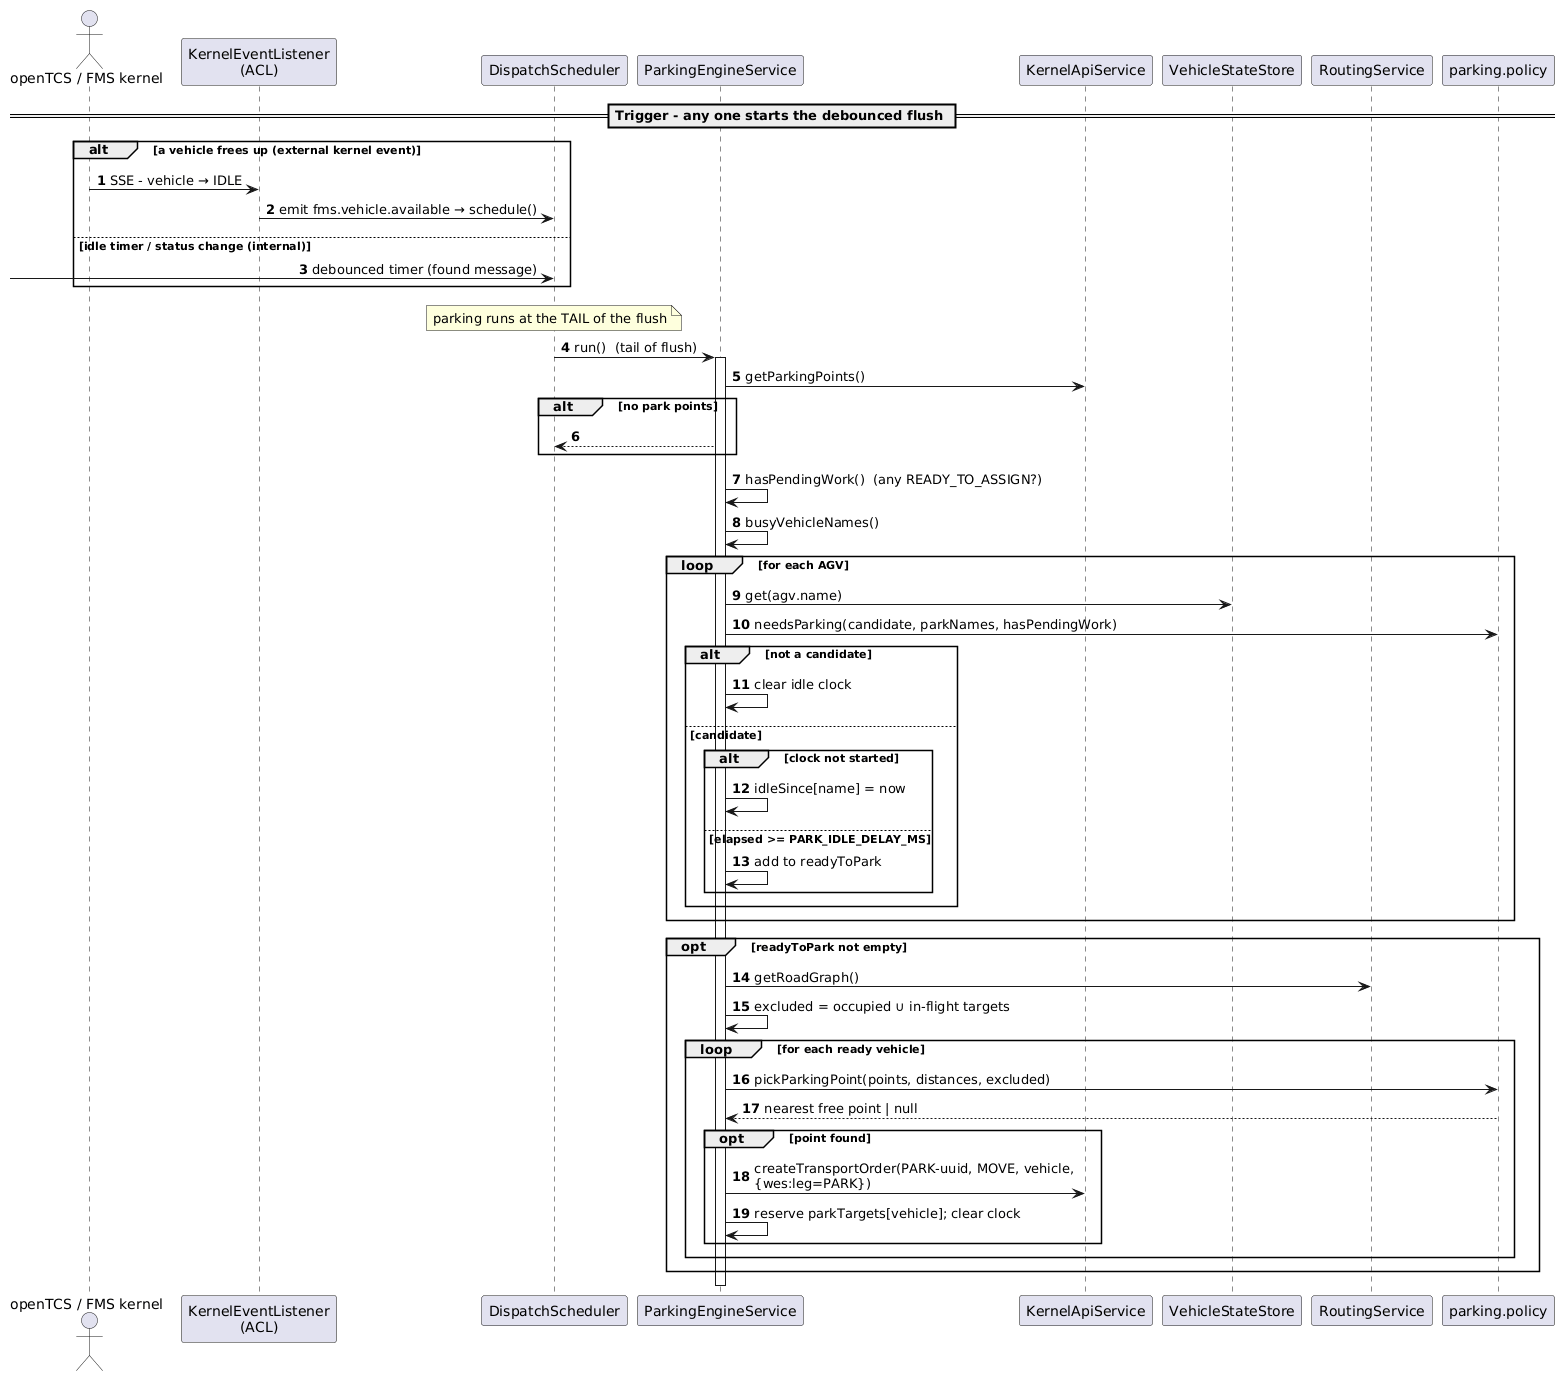 openTCS / FMS kernel
KernelEventListener
(ACL)
DispatchScheduler
ParkingEngineService
KernelApiService
VehicleStateStore
RoutingService
parking.policy
Trigger - any one starts the debounced flush
alt [a vehicle frees up (external kernel event)]
1 SSE - vehicle → IDLE
2 emit fms.vehicle.available → schedule()
[idle timer / status change (internal)]
3 debounced timer (found message)
parking runs at the TAIL of the flush
4 run() (tail of flush)
5 getParkingPoints()
alt [no park points]
6
7 hasPendingWork() (any READY_TO_ASSIGN?)
8 busyVehicleNames()
loop [for each AGV]
9 get(agv.name)
10 needsParking(candidate, parkNames, hasPendingWork)
alt [not a candidate]
11 clear idle clock
[candidate]
alt [clock not started]
12 idleSince[name] = now
[elapsed >= PARK_IDLE_DELAY_MS]
13 add to readyToPark
opt [readyToPark not empty]
14 getRoadGraph()
15 excluded = occupied ∪ in-flight targets
loop [for each ready vehicle]
16 pickParkingPoint(points, distances, excluded)
17 nearest free point | null
opt [point found]
18 createTransportOrder(PARK-uuid, MOVE, vehicle,
{wes:leg=PARK})
19 reserve parkTargets[vehicle]; clear clock
openTCS / FMS kernel
KernelEventListener
(ACL)
DispatchScheduler
ParkingEngineService
KernelApiService
VehicleStateStore
RoutingService
parking.policy